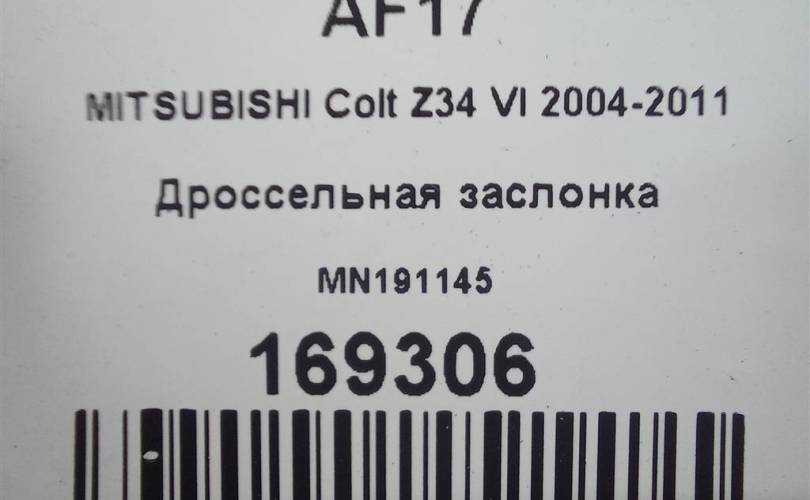 AF17
MITSUBISHI Colt Z34 VI 2004-2011
Дроссельная заслонка
MN191145
169306